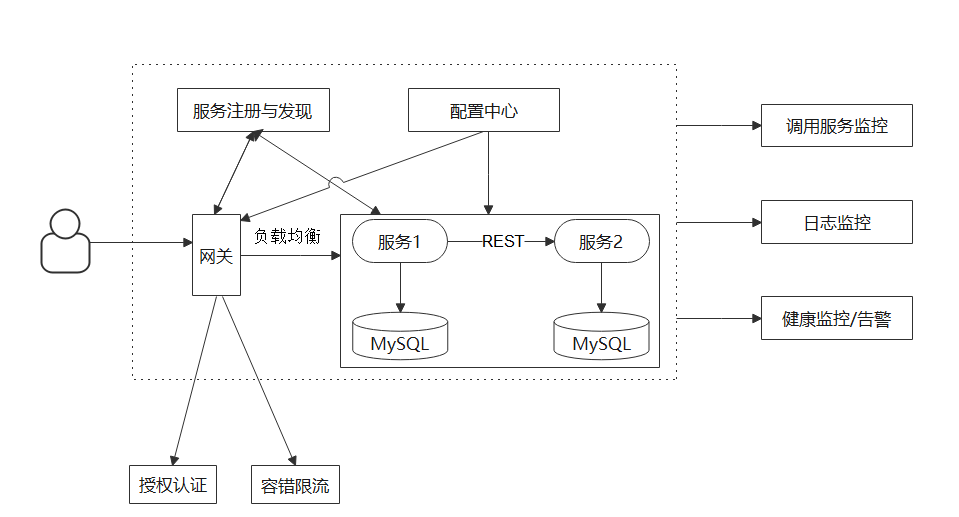 服务注册与发现
配置中心
调用服务监控
负载均衡
服务1
REST
服务2
日志监控
网关
健康监控/告警
MySQL
MySQL
授权认证
容错限流